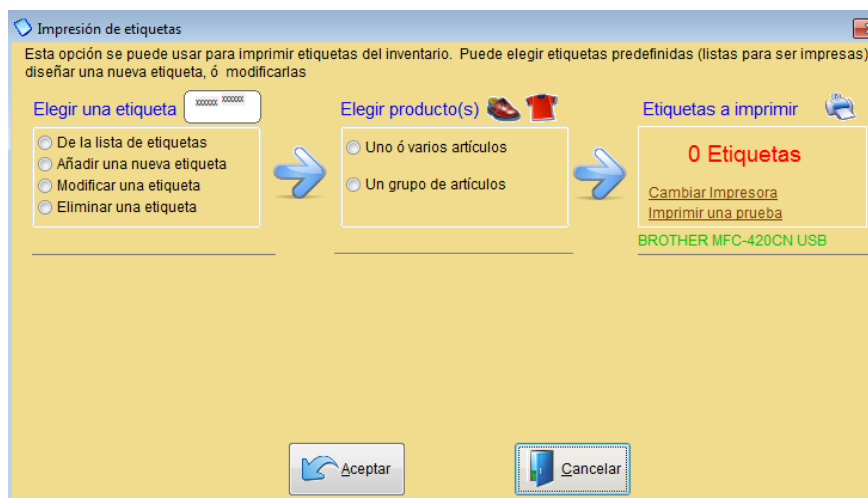 Impresión de etiquetas
Esta opción se puede usar para imprimir etiquetas del inventario. Puede elegir etiquetas predefinidas (listas para ser impresas)
diseñar una nueva etiqueta, ó modificarlas
Elegir una etiqueta
xxxxxx xxxxxx
Elegir producto(s)
Etiquetas a imprimir
De la lista de etiquetas
Añadir una nueva etiqueta
Modificar una etiqueta
Eliminar una etiqueta
Uno ó varios artículos
Un grupo de artículos
0 Etiquetas
Cambiar Impresora
Imprimir una prueba
BROTHER MFC-420CN USB
Aceptar
Cancelar